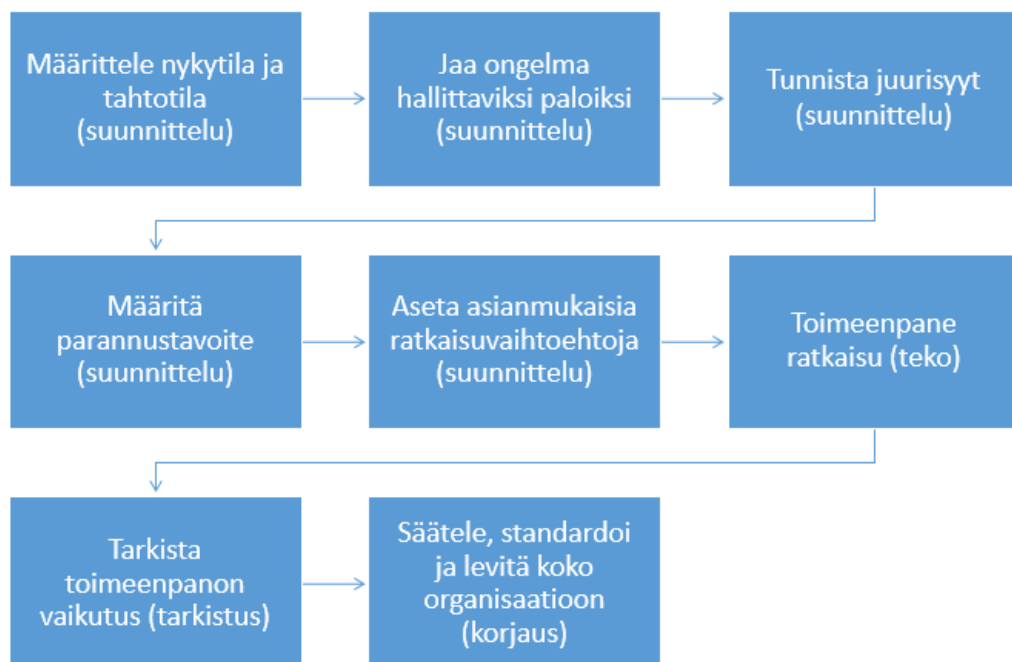 Määrittele nykytila ja
tahtotila
(suunnittelu)
Jaa ongelma
hallittaviksi paloiksi
(suunnittelu)
Tunnista juurisyyt
(suunnittelu)
Määritä
parannustavoite
(suunnittelu)
Aseta asianmukaisia
ratkaisuvaihtoehtoja
(suunnittelu)
Toimeenpane
ratkaisu (teko)
Tarkista
toimeenpanon
vaikutus (tarkistus)
Säätele, standardoi
ja levitä koko
organisaatioon
(korjaus)